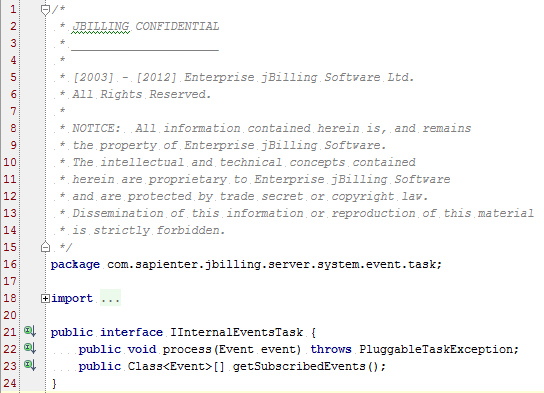 1 /*
2 * JBILLING CONFIDENTIAL
3 * _____________________
4 *
5 * [2003] - [2012] Enterprise jBilling Software Ltd.
6 * All Rights Reserved.
7 *
8 * NOTICE:  All information contained herein is, and remains
9 * the property of Enterprise jBilling Software.
10 * The intellectual and technical concepts contained
11 * herein are proprietary to Enterprise jBilling Software
12 * and are protected by trade secret or copyright law.
13 * Dissemination of this information or reproduction of this material
14 * is strictly forbidden.
15 */
16 package com.sapienter.jbilling.server.system.event.task;
17
18 import ...
20
21 public interface IInternalEventsTask {
22     public void process(Event event) throws PluggableTaskException;
23     public Class<Event>[] getSubscribedEvents();
24 }